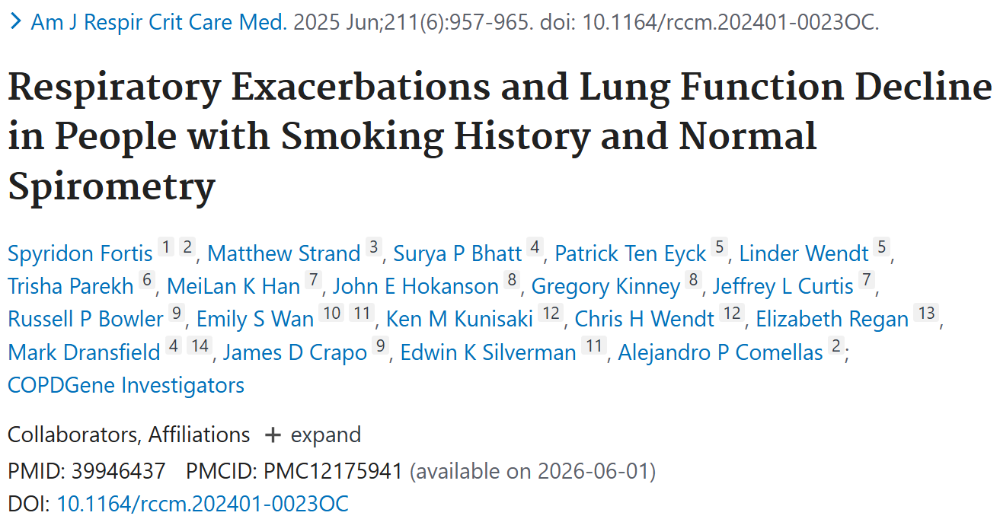 > Am J Respir Crit Care Med. 2025 Jun;211(6):957-965. doi: 10.1164/rccm.202401-0023OC.
Respiratory Exacerbations and Lung Function Decline
in People with Smoking History and Normal
Spirometry
Spyridon Fortis 1 2, Matthew Strand 3, Surya P Bhatt 4, Patrick Ten Eyck 5, Linder Wendt 5,
Trisha Parekh 6, MeiLan K Han 7, John E Hokanson 8, Gregory Kinney 8, Jeffrey L Curtis 7,
Russell P Bowler 9, Emily S Wan 10 11, Ken M Kunisaki 12, Chris H Wendt 12, Elizabeth Regan 13,
Mark Dransfield 4 14, James D Crapo 9, Edwin K Silverman 11, Alejandro P Comellas 2;
COPDGene Investigators
Collaborators, Affiliations + expand
PMID: 39946437 PMCID: PMC12175941 (available on 2026-06-01)
DOI: 10.1164/rccm.202401-0023OC